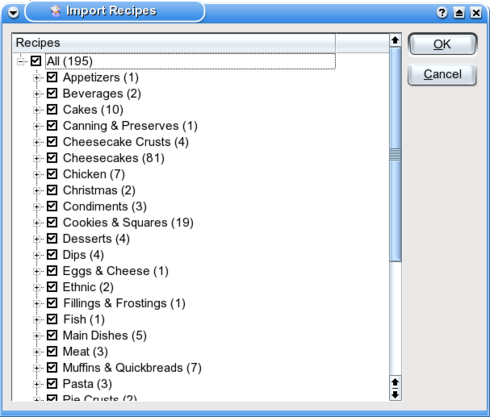 Import Recipes
Recipes
OK
All (195)
Cancel
Appetizers (1)
Beverages (2)
Cakes (10)
Canning & Preserves (1)
Cheesecake Crusts (4)
Cheesecakes (81)
Chicken (7)
Christmas (2)
Condiments (3)
Cookies & Squares (19)
Desserts (4)
Dips (4)
Eggs & Cheese (1)
Ethnic (2)
Fillings & Frostings (1)
Fish (1)
Main Dishes (5)
Meat (3)
Muffins & Quickbreads (7)
Pasta (3)
Pie Crusts (2)